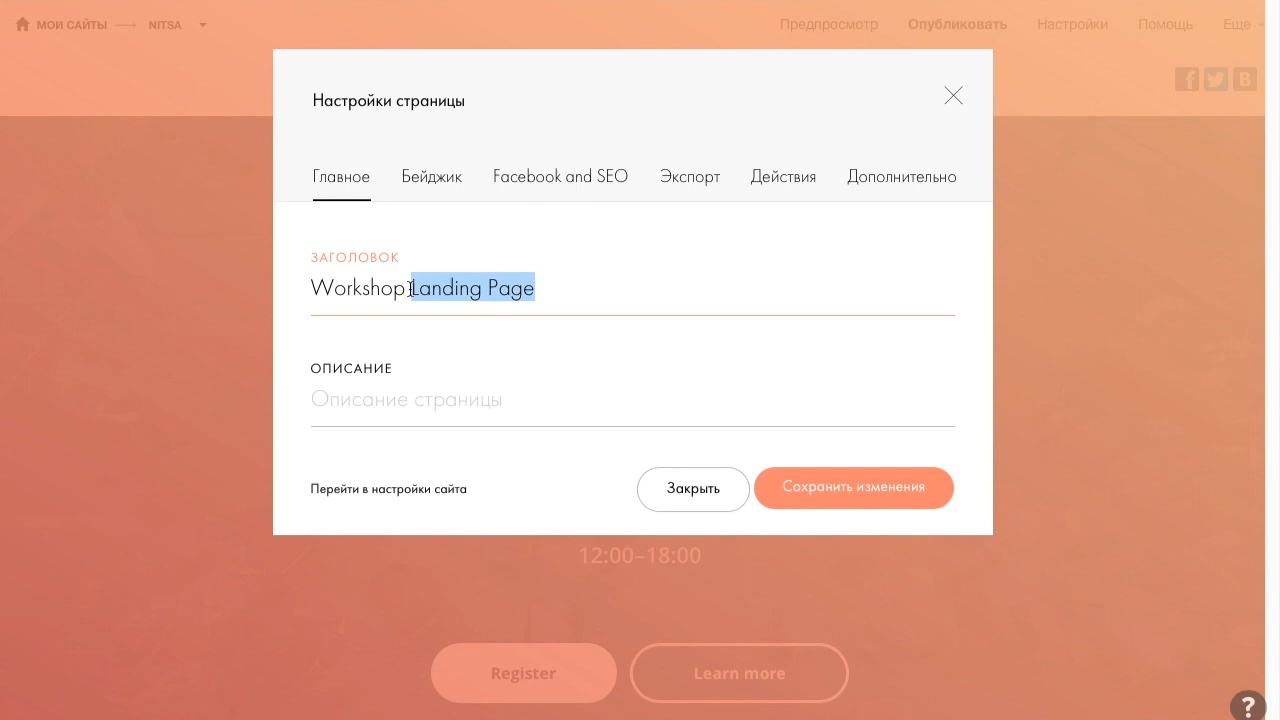 МОИ САЙТЫ NITSA
Предпросмотр Опубликовать Настройки Помощь Еще
Настройки страницы
Главное Бейджик Facebook and SEO Экспорт Действия Дополнительно
ЗАГОЛОВОК
Workshop Landing Page
ОПИСАНИЕ
Описание страницы
Перейти в настройки сайта Закрыть Сохранить изменения
12:00–18:00
Register Learn more
?